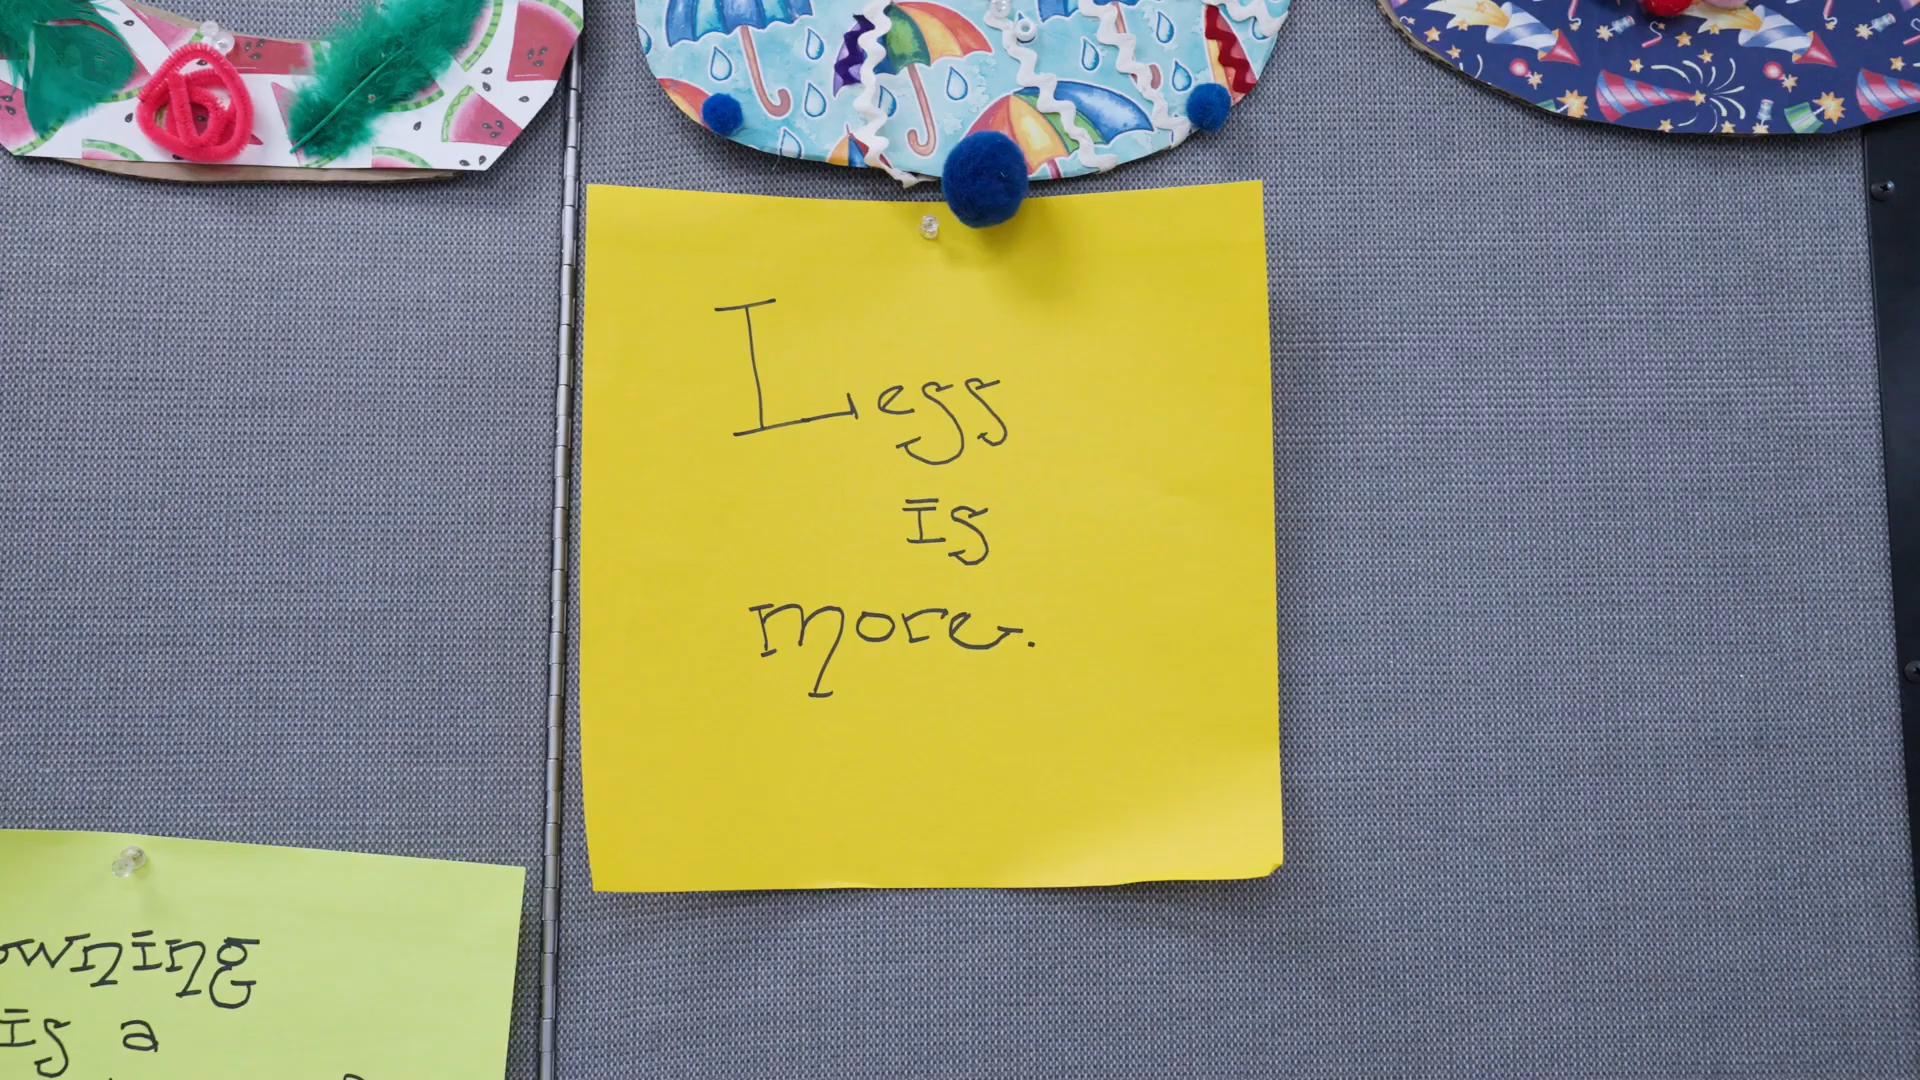 Less
is
more.
owning
is a